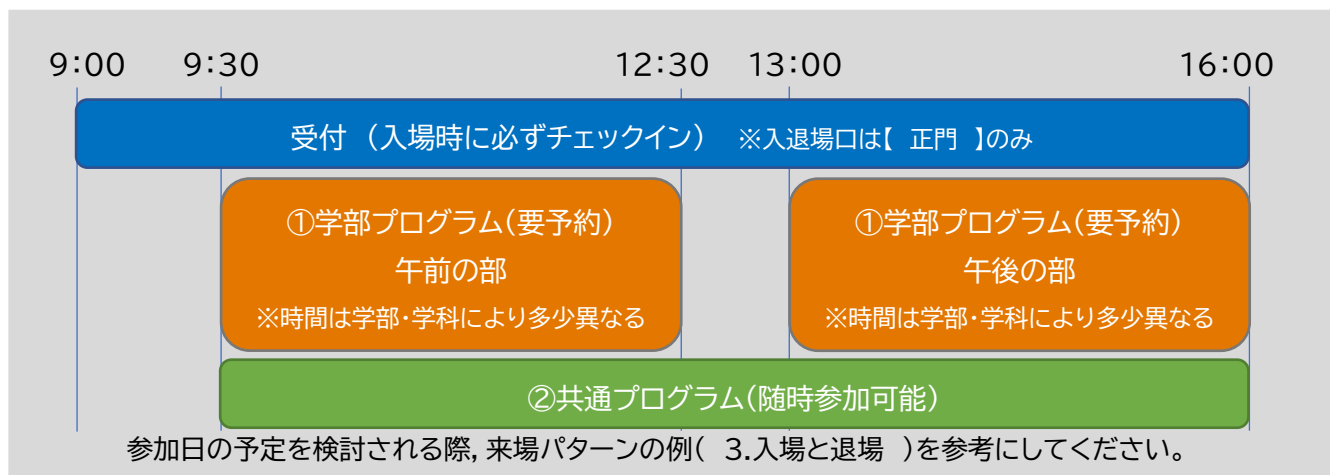 9:00 9:30 12:30 13:00 16:00
受付 (入場時に必ずチェックイン) ※入退場口は【 正門 】のみ
①学部プログラム(要予約)
午前の部
※時間は学部・学科により多少異なる
①学部プログラム(要予約)
午後の部
※時間は学部・学科により多少異なる
②共通プログラム(随時参加可能)
参加日の予定を検討される際, 来場パターンの例( 3.入場と退場 )を参考にしてください。